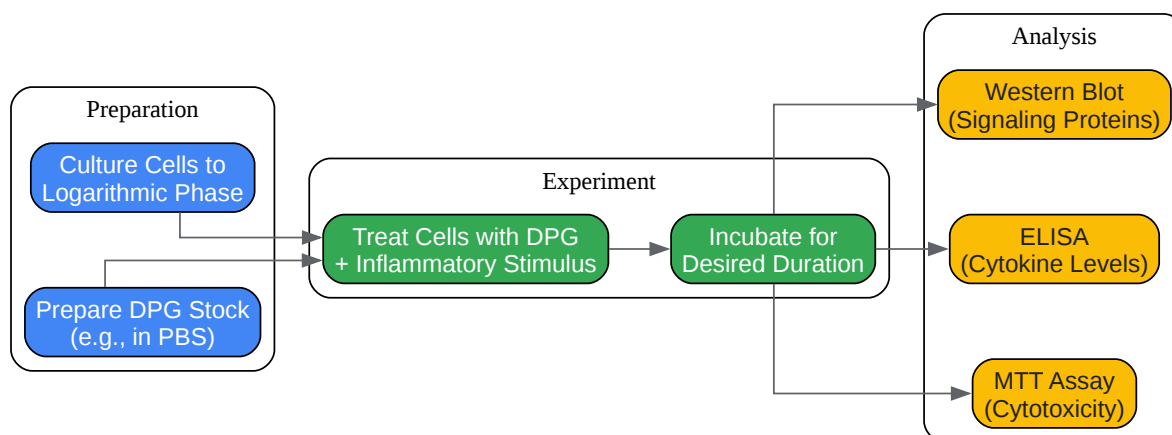 Preparation
Culture Cells to
Logarithmic Phase
Prepare DPG Stock
(e.g., in PBS)
Experiment
Treat Cells with DPG
+ Inflammatory Stimulus
Incubate for
Desired Duration
Analysis
Western Blot
(Signaling Proteins)
ELISA
(Cytokine Levels)
MTT Assay
(Cytotoxicity)